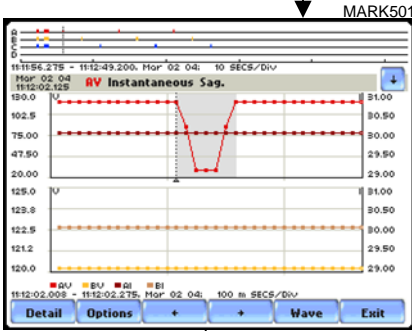 MARK501
A
B
C
D
11:11:56.275 - 11:12:49.200, Mar 02 04; 10 SECS/Div
Mar 02 04
11:12:02.125
AV Instantaneous Sag.
130.0 V I 31.00
102.5 30.50
75.00 30.00
47.50 29.50
20.00 29.00
125.0 V I 31.00
123.8 30.50
122.5 30.00
121.2 29.50
120.0 29.00
AV BV AI BI
11:12:02.008 - 11:12:02.275, Mar 02 04; 100 m SECS/Div
Detail Options Wave Exit